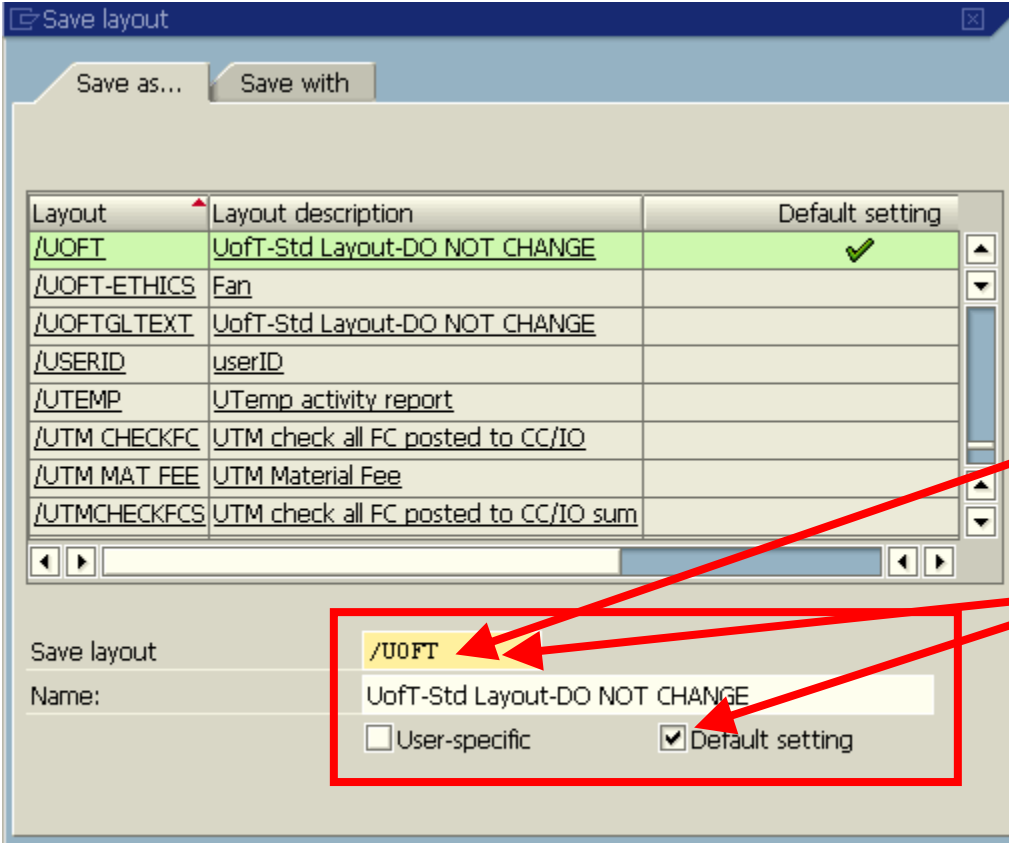 Save layout
Save as... Save with
Layout Layout description Default setting
/UOFT UofT-Std Layout-DO NOT CHANGE
/UOFT-ETHICS Fan
/UOFTGLTEXT UofT-Std Layout-DO NOT CHANGE
/USERID userID
/UTEMP UTemp activity report
/UTM CHECKFC UTM check all FC posted to CC/IO
/UTM MAT FEE UTM Material Fee
/UTMCHECKFCS UTM check all FC posted to CC/IO sum
Save layout /UOFT
Name: UofT-Std Layout-DO NOT CHANGE
User-specific Default setting